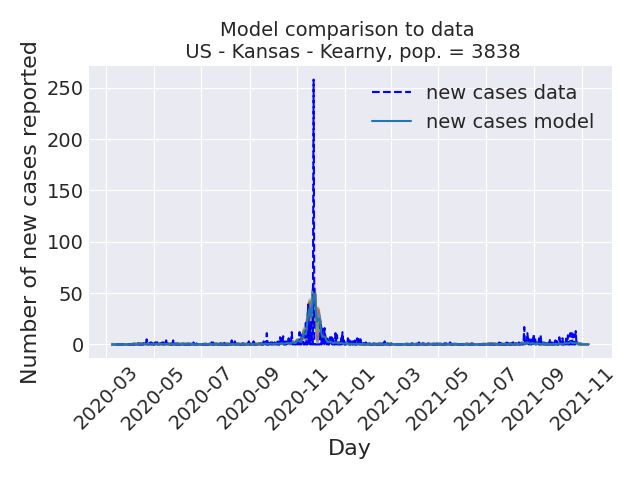 Model comparison to data
US - Kansas - Kearny, pop. = 3838
Number of new cases reported
250
200
150
100
50
0
new cases data
new cases model
2020-03
2020-05
2020-07
2020-09
2020-11
2021-01
2021-03
2021-05
2021-07
2021-09
2021-11
Day